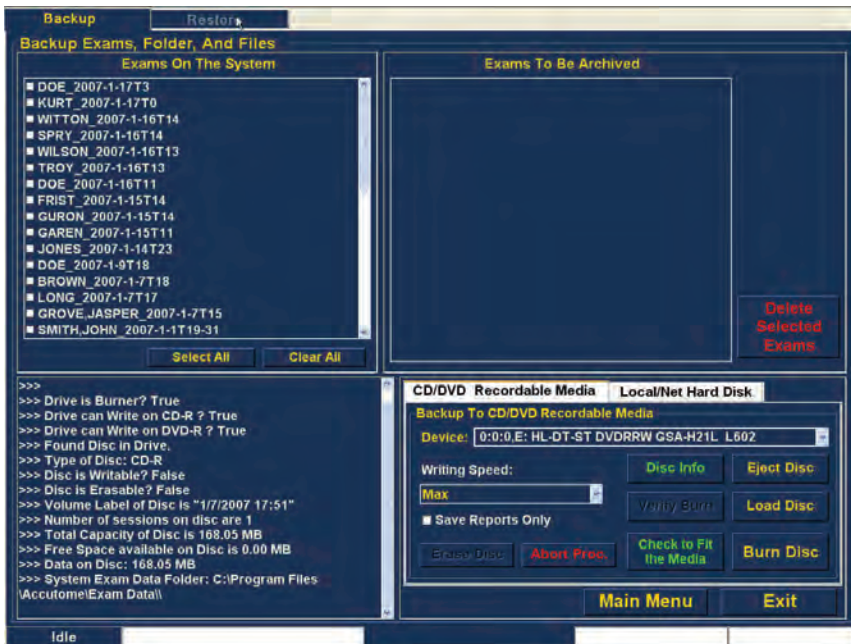 Backup
Restore
Backup Exams, Folder, And Files
Exams On The System
DOE_2007-1-17T3
KURT_2007-1-17T0
WITTON_2007-1-16T14
SPRY_2007-1-16T14
WILSON_2007-1-16T13
TROY_2007-1-16T13
DOE_2007-1-16T11
FRIST_2007-1-15T14
GURON_2007-1-15T14
GAREN_2007-1-15T11
JONES_2007-1-14T23
DOE_2007-1-9T18
BROWN_2007-1-7T18
LONG_2007-1-7T17
GROVE,JASPER_2007-1-7T15
SMITH,JOHN_2007-1-1T19-31
Select All
Clear All
Exams To Be Archived
Delete
Selected
Exams
>>>
>>> Drive is Burner? True
>>> Drive can Write on CD-R ? True
>>> Drive can Write on DVD-R ? True
>>> Found Disc in Drive.
>>> Type of Disc: CD-R
>>> Disc is Writable? False
>>> Disc is Erasable? False
>>> Volume Label of Disc is "1/7/2007 17:51"
>>> Number of sessions on disc are 1
>>> Total Capacity of Disc is 168.05 MB
>>> Free Space available on Disc is 0.00 MB
>>> Data on Disc: 168.05 MB
>>> System Exam Data Folder: C:\Program Files
\Accutome\Exam Data\\
CD/DVD Recordable Media
Local/Net Hard Disk
Backup To CD/DVD Recordable Media
Device: 0:0:0,E: HL-DT-ST DVDRRW GSA-H21L L602
Writing Speed:
Max
Save Reports Only
Disc Info
Eject Disc
Verify Burn
Load Disc
Erase Disc
Abort Proc.
Check to Fit
the Media
Burn Disc
Main Menu
Exit
Idle